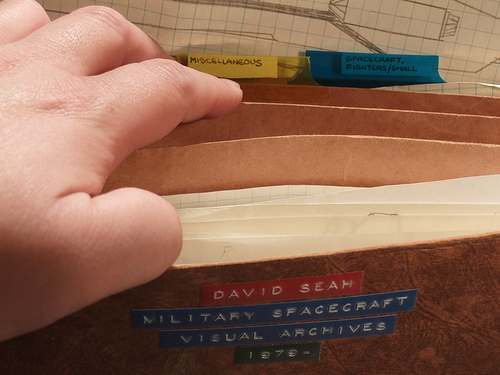 MISCELLANEOUS
SPACECRAFT,
FIGHTERS/SMALL
DAVID SEAH
MILITARY SPACECRAFT
VISUAL ARCHIVES
1979-